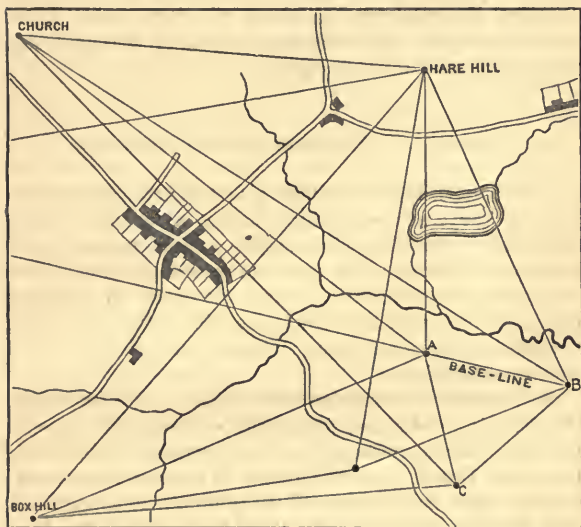 CHURCH
HARE HILL
A
BASE-LINE
B
C
BOX HILL